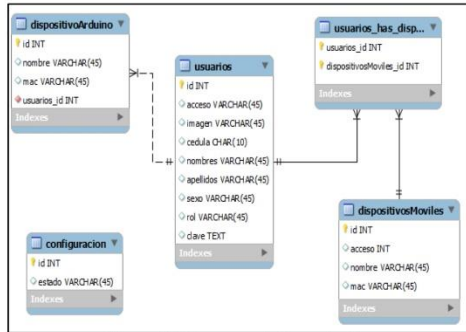 dispositivoArduino
id INT
nombre VARCHAR(45)
mac VARCHAR(45)
usuarios_id INT
Indexes
usuarios
id INT
acceso VARCHAR(45)
imagen VARCHAR(45)
cedula CHAR(10)
nombres VARCHAR(45)
apellidos VARCHAR(45)
sexo VARCHAR(45)
rol VARCHAR(45)
clave TEXT
Indexes
usuarios_has_disp...
usuarios_id INT
dispositivosMoviles_id INT
Indexes
configuracion
id INT
estado VARCHAR(45)
Indexes
dispositivosMoviles
id INT
acceso INT
nombre VARCHAR(45)
mac VARCHAR(45)
Indexes